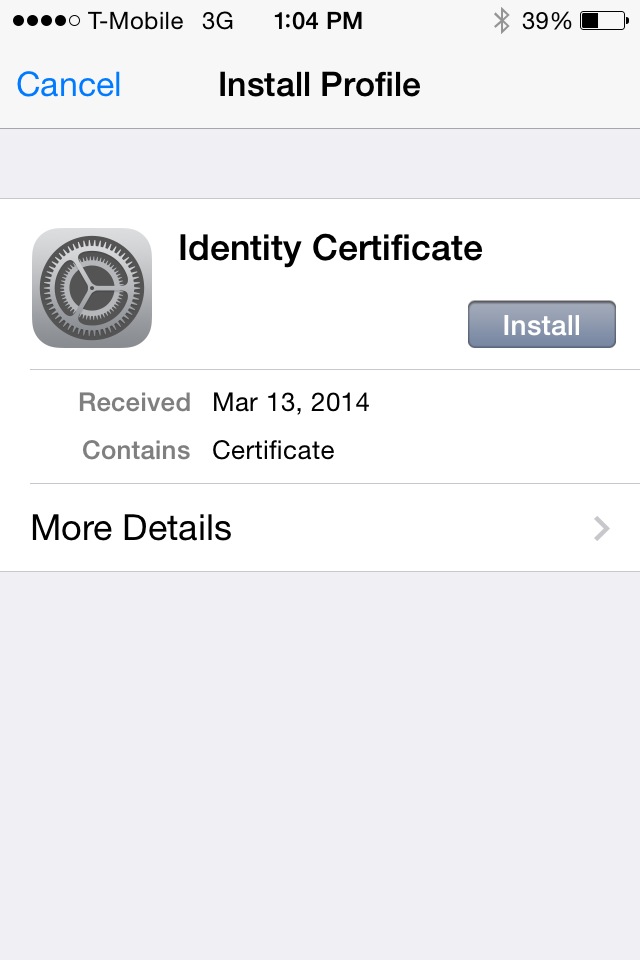 T-Mobile 3G 1:04 PM 39%
Cancel Install Profile
Identity Certificate
Install
Received Mar 13, 2014
Contains Certificate
More Details